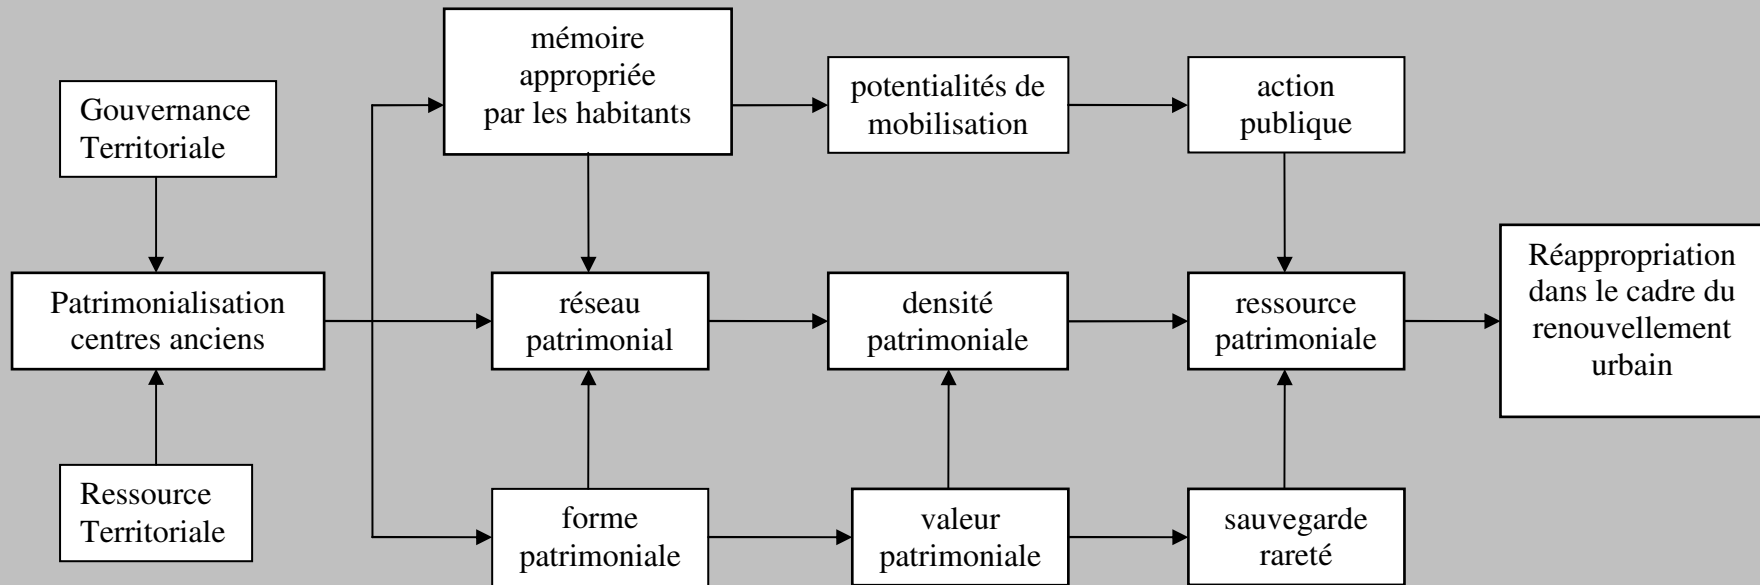 Gouvernance
Territoriale
Patrimonialisation
centres anciens
Ressource
Territoriale
mémoire
appropriée
par les habitants
potentialités de
mobilisation
action
publique
réseau
patrimonial
densité
patrimoniale
ressource
patrimoniale
Réappropriation
dans le cadre du
renouvellement
urbain
forme
patrimoniale
valeur
patrimoniale
sauvegarde
rareté